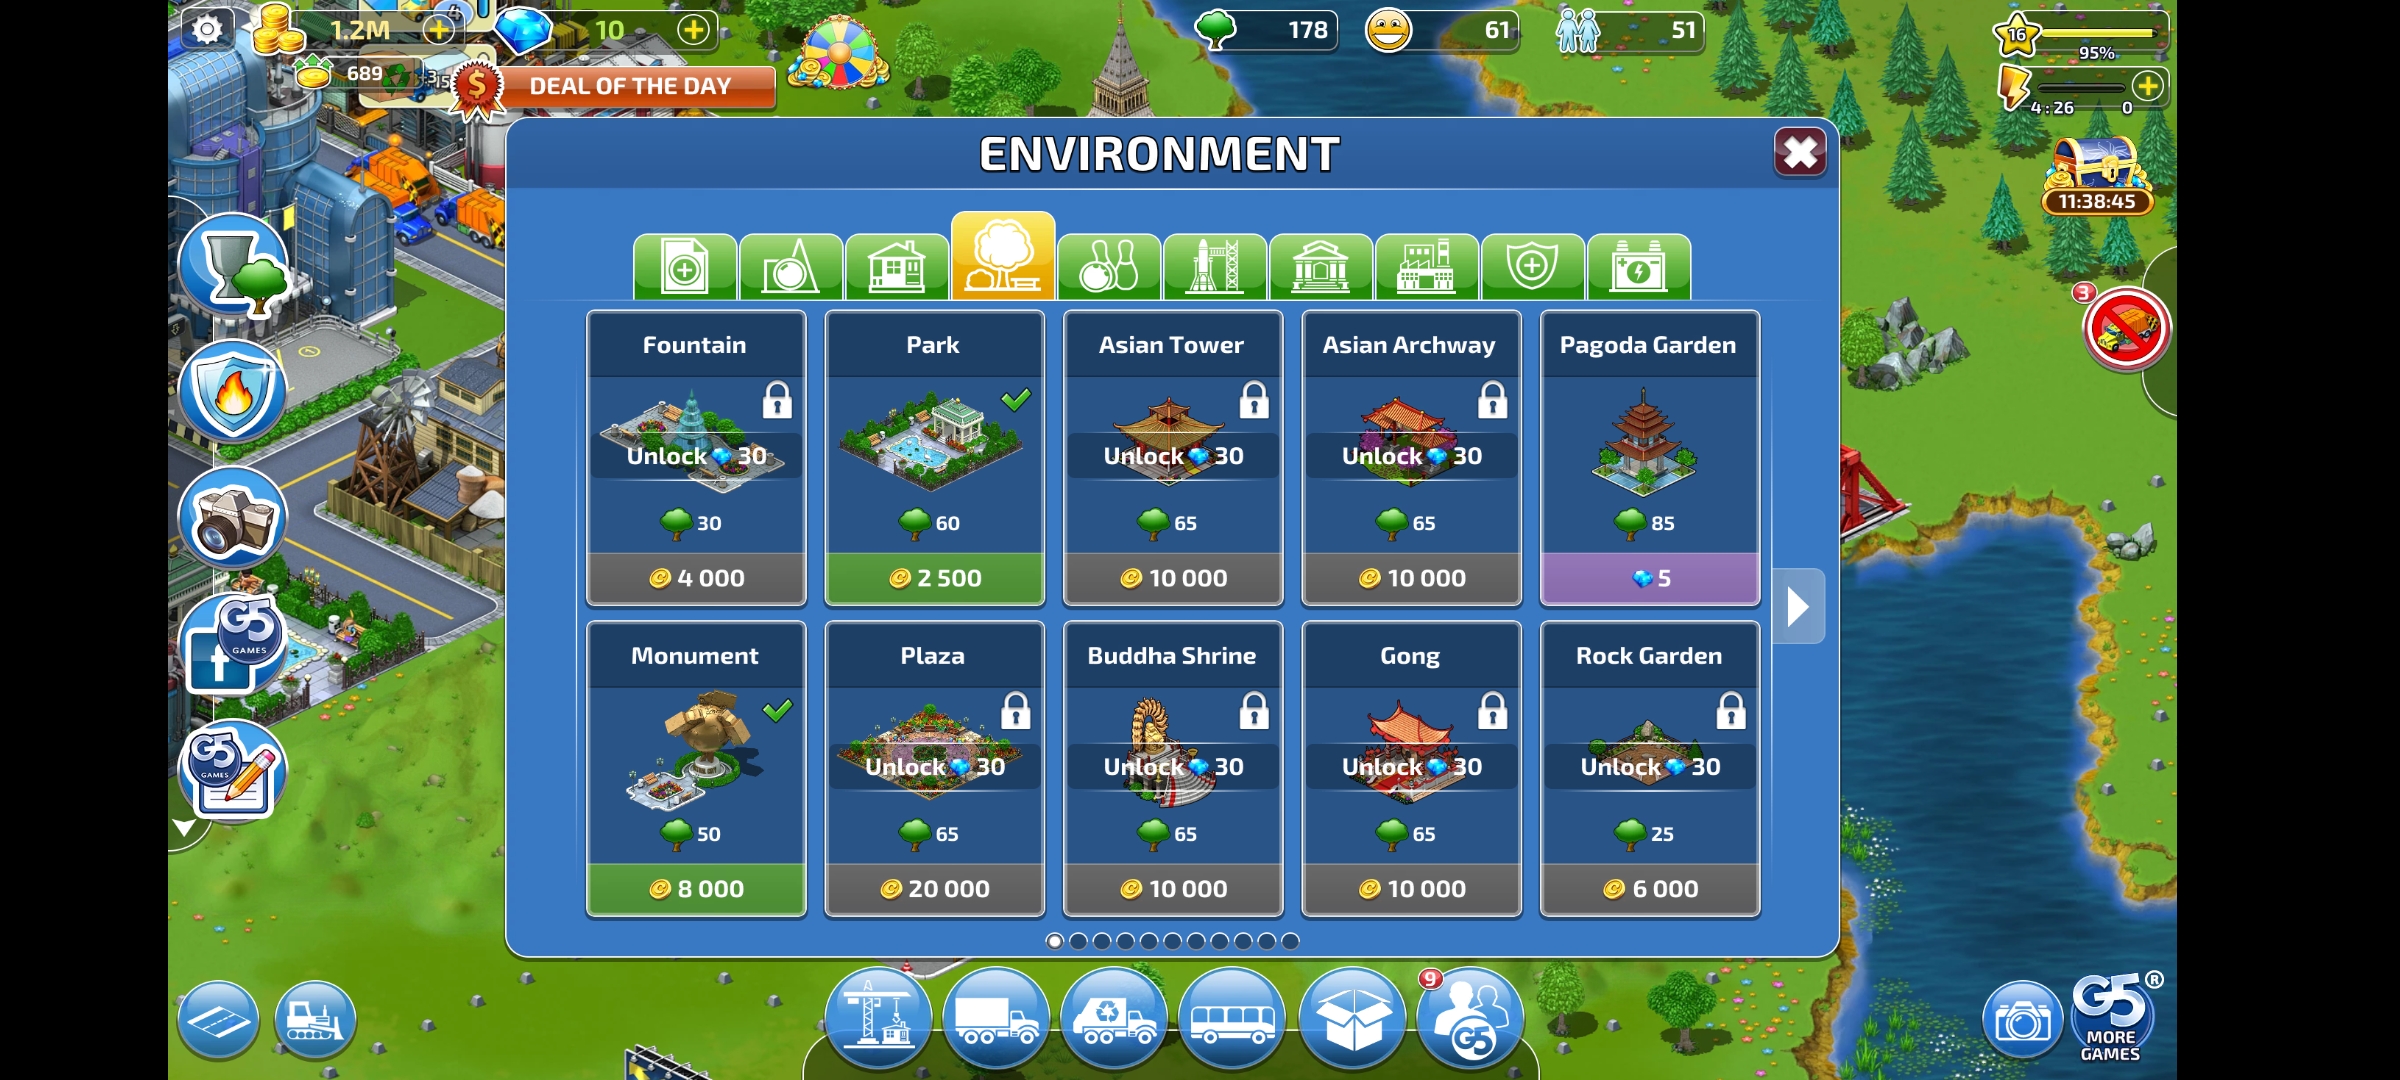 1.2M
10
178
61
51
16
95%
689
DEAL OF THE DAY
4:26
0
ENVIRONMENT
11:38:45
3
Fountain
Park
Asian Tower
Asian Archway
Pagoda Garden
Unlock 30
Unlock 30
Unlock 30
30
60
65
65
85
4 000
2 500
10 000
10 000
5
G5
GAMES
Monument
Plaza
Buddha Shrine
Gong
Rock Garden
G5
GAMES
Unlock 30
Unlock 30
Unlock 30
Unlock 30
50
65
65
65
25
8 000
20 000
10 000
10 000
6 000
9
G5
G5®
MORE
GAMES